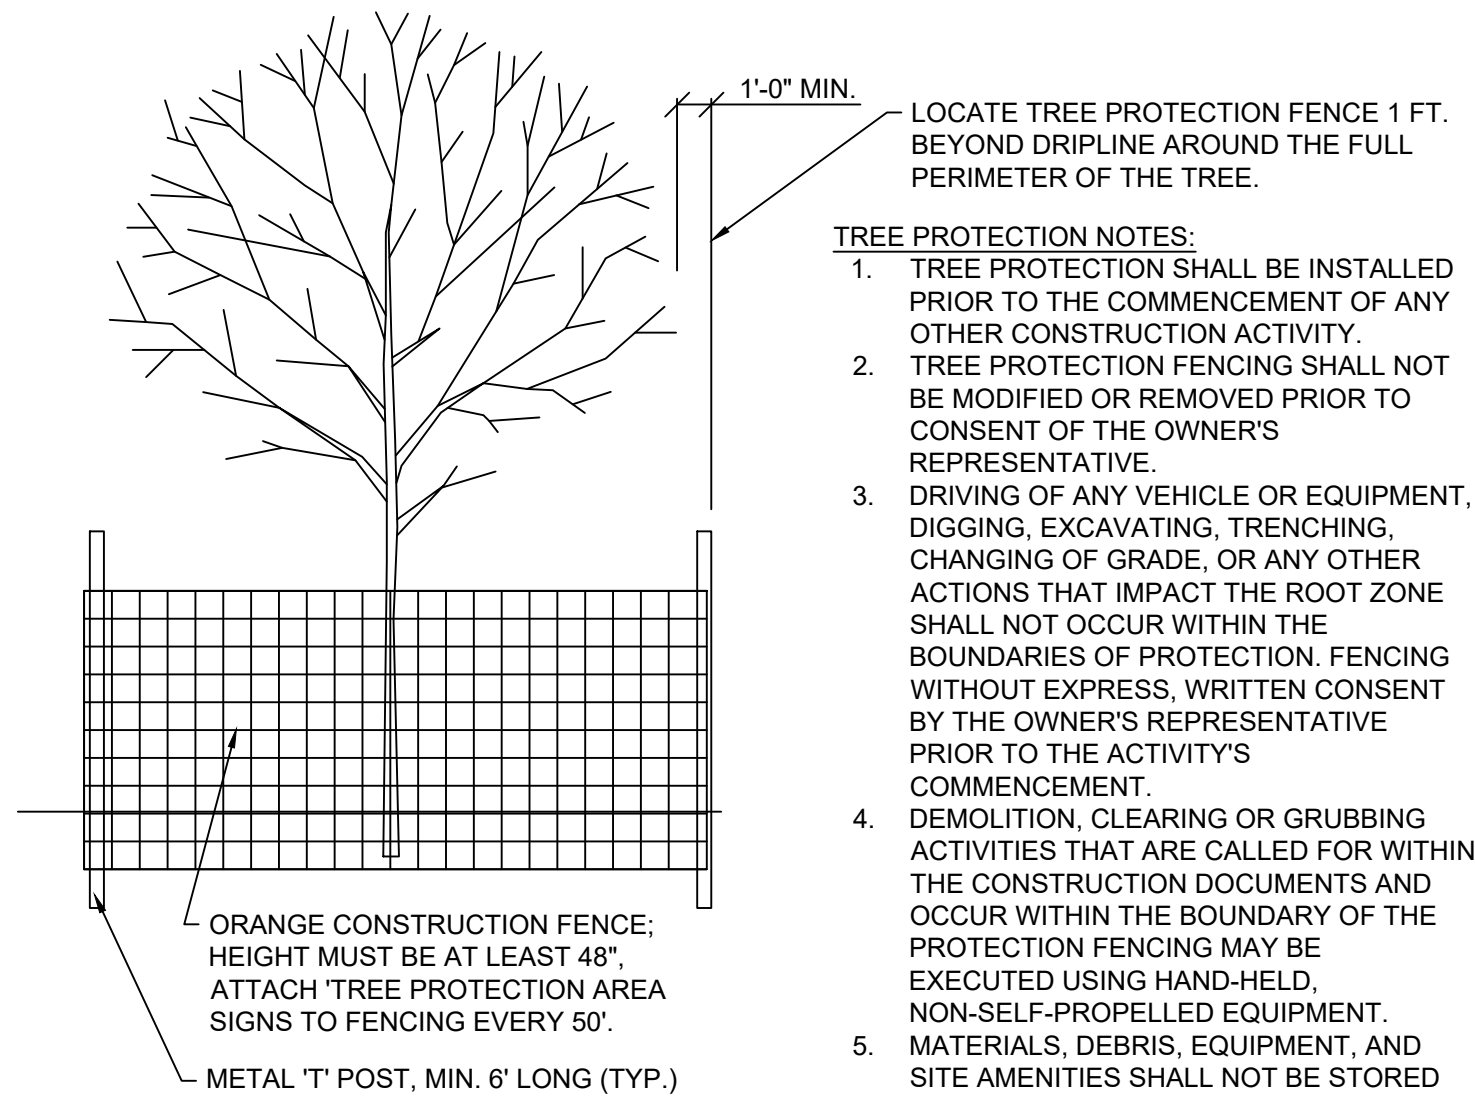 1'-0" MIN.
LOCATE TREE PROTECTION FENCE 1 FT.
BEYOND DRIPLINE AROUND THE FULL
PERIMETER OF THE TREE.
TREE PROTECTION NOTES:
1. TREE PROTECTION SHALL BE INSTALLED
PRIOR TO THE COMMENCEMENT OF ANY
OTHER CONSTRUCTION ACTIVITY.
2. TREE PROTECTION FENCING SHALL NOT
BE MODIFIED OR REMOVED PRIOR TO
CONSENT OF THE OWNER'S
REPRESENTATIVE.
3. DRIVING OF ANY VEHICLE OR EQUIPMENT,
DIGGING, EXCAVATING, TRENCHING,
CHANGING OF GRADE, OR ANY OTHER
ACTIONS THAT IMPACT THE ROOT ZONE
SHALL NOT OCCUR WITHIN THE
BOUNDARIES OF PROTECTION. FENCING
WITHOUT EXPRESS, WRITTEN CONSENT
BY THE OWNER'S REPRESENTATIVE
PRIOR TO THE ACTIVITY'S
COMMENCEMENT.
4. DEMOLITION, CLEARING OR GRUBBING
ACTIVITIES THAT ARE CALLED FOR WITHIN
THE CONSTRUCTION DOCUMENTS AND
OCCUR WITHIN THE BOUNDARY OF THE
PROTECTION FENCING MAY BE
EXECUTED USING HAND-HELD,
NON-SELF-PROPELLED EQUIPMENT.
5. MATERIALS, DEBRIS, EQUIPMENT, AND
SITE AMENITIES SHALL NOT BE STORED
ORANGE CONSTRUCTION FENCE;
HEIGHT MUST BE AT LEAST 48",
ATTACH 'TREE PROTECTION AREA
SIGNS TO FENCING EVERY 50'.
METAL 'T' POST, MIN. 6' LONG (TYP.)